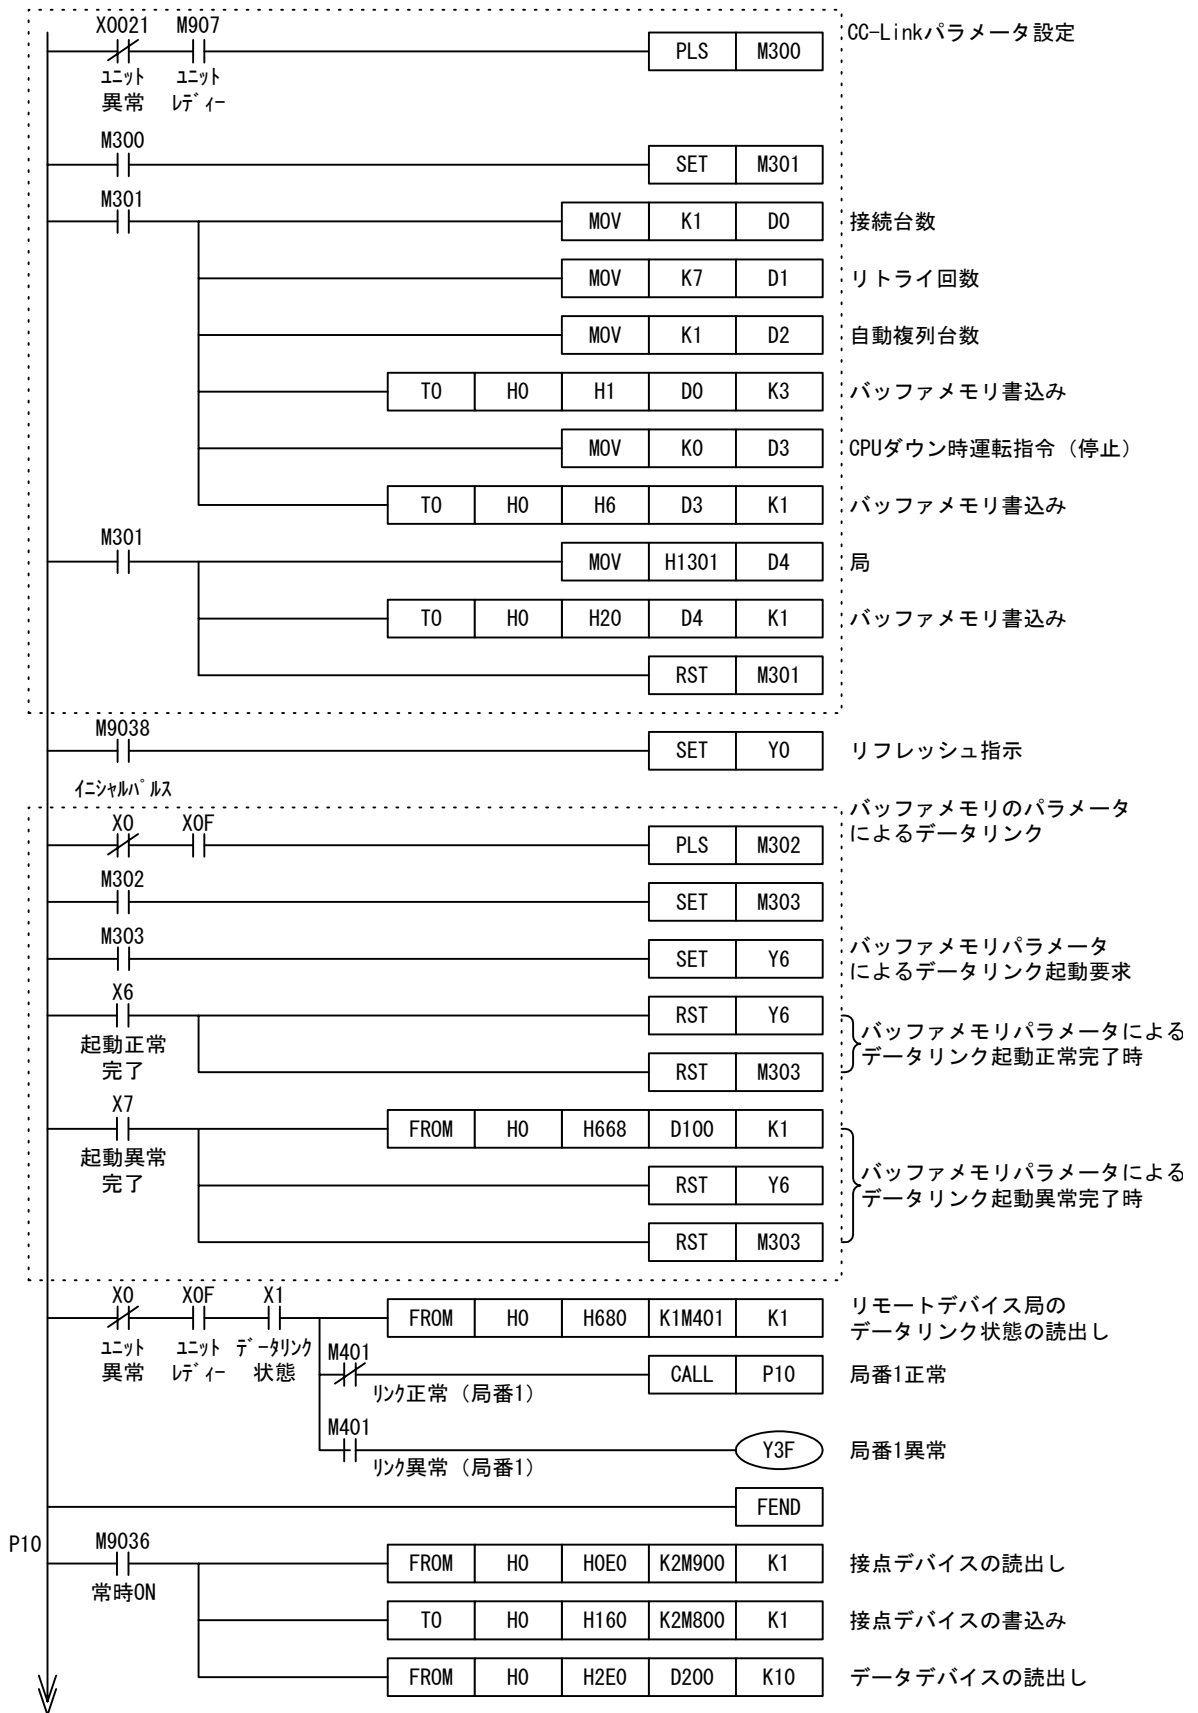 X0021 M907 CC-Linkパラメータ設定
PLS M300
ユニット ユニット
異常 レディー
M300
SET M301
M301
MOV K1 D0 接続台数
MOV K7 D1 リトライ回数
MOV K1 D2 自動複列台数
TO H0 H1 D0 K3 バッファメモリ書込み
MOV K0 D3 CPUダウン時運転指令（停止）
TO H0 H6 D3 K1 バッファメモリ書込み
M301
MOV H1301 D4 局
TO H0 H20 D4 K1 バッファメモリ書込み
RST M301
M9038
SET Y0 リフレッシュ指示
イニシャルパルス
バッファメモリのパラメータ
によるデータリンク
X0 X0F
PLS M302
M302
SET M303
M303
SET Y6
バッファメモリパラメータ
によるデータリンク起動要求
X6
RST Y6
起動正常
完了
RST M303
バッファメモリパラメータによる
データリンク起動正常完了時
X7
FROM H0 H668 D100 K1
起動異常
完了
RST Y6
RST M303
バッファメモリパラメータによる
データリンク起動異常完了時
X0 X0F X1
FROM H0 H680 K1M401 K1
リモートデバイス局の
データリンク状態の読出し
ユニット ユニット データリンク
異常 レディー 状態
M401
CALL P10 局番1正常
リンク正常（局番1）
M401
Y3F 局番1異常
リンク異常（局番1）
FEND
P10 M9036
FROM H0 H0E0 K2M900 K1 接点デバイスの読出し
常時ON
TO H0 H160 K2M800 K1 接点デバイスの書込み
FROM H0 H2E0 D200 K10 データデバイスの読出し